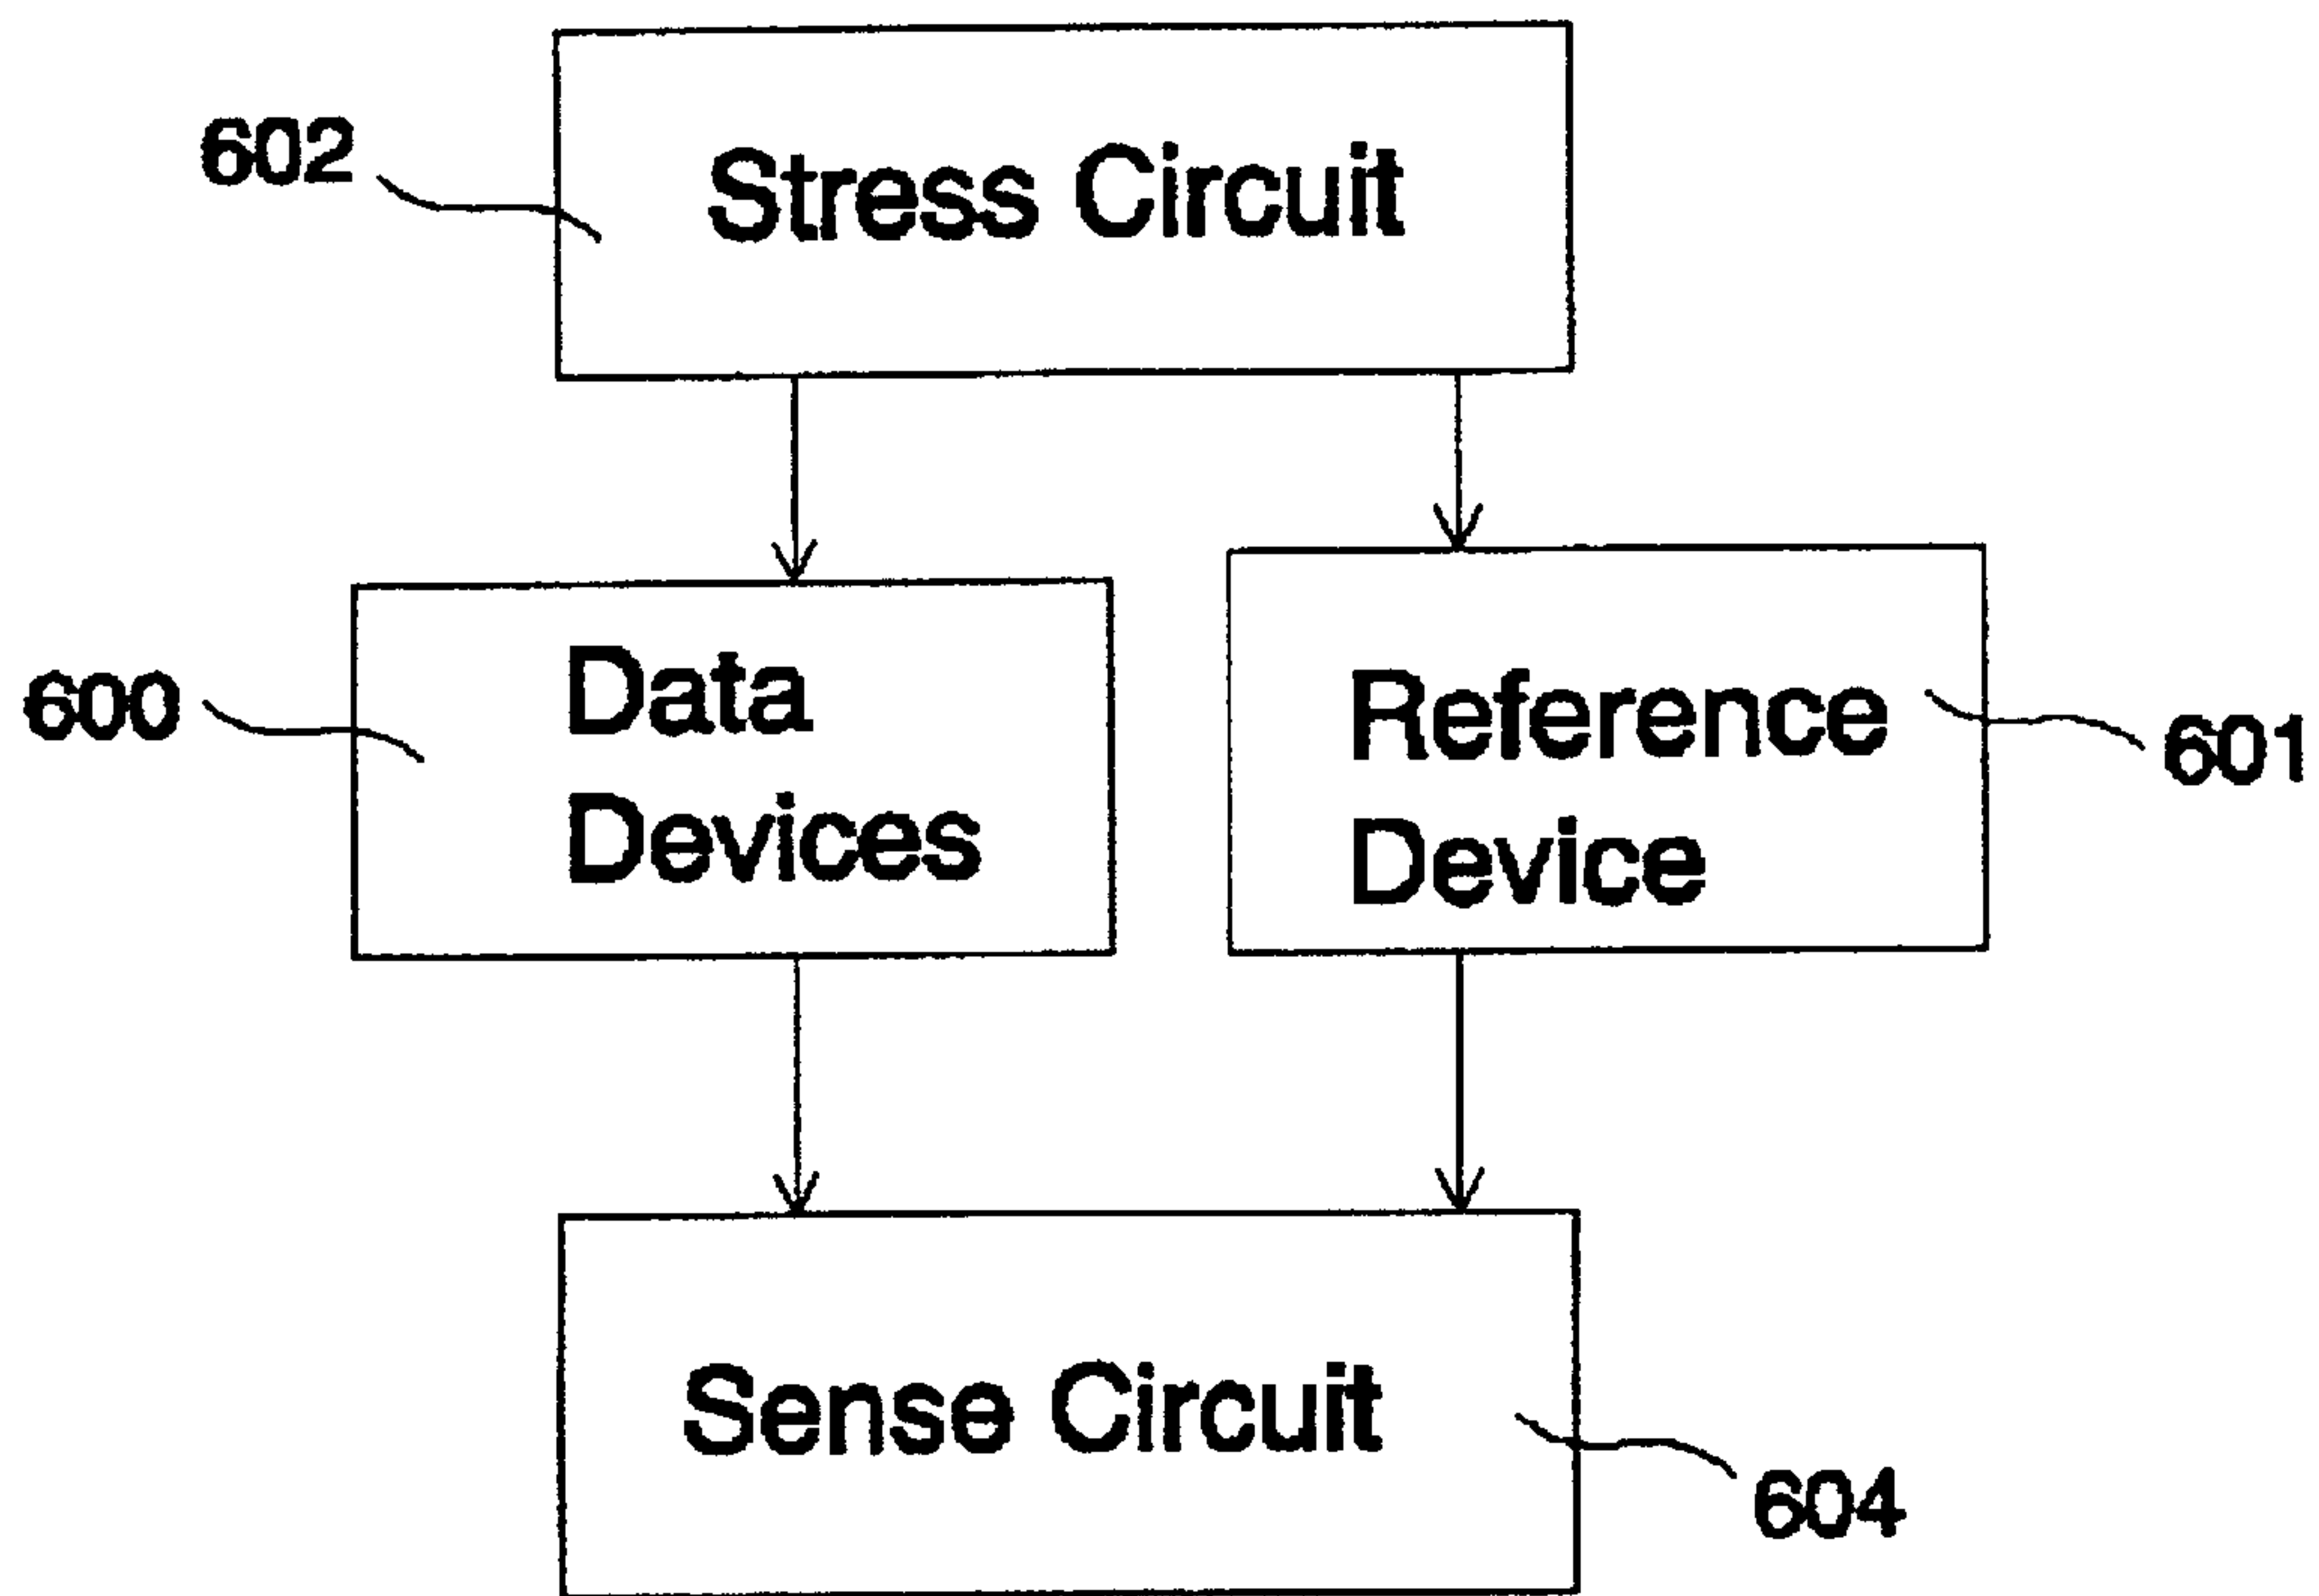 602
Stress Circuit
600
Data
Devices
Reference
Device
601
Sense Circuit
604